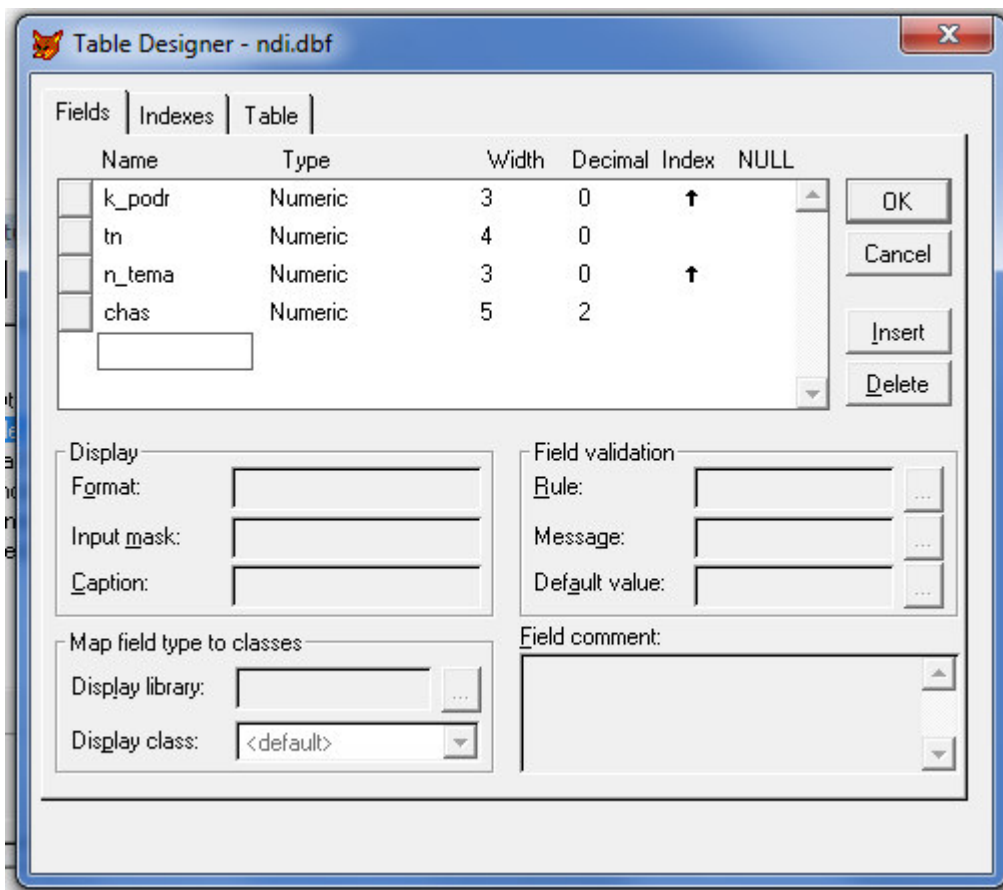 Table Designer - ndi.dbf
Fields Indexes Table
Name Type Width Decimal Index NULL
k_podr Numeric 3 0 ↑
tn Numeric 4 0
n_tema Numeric 3 0 ↑
chas Numeric 5 2
OK
Cancel
Insert
Delete
Display
Format:
Input mask:
Caption:
Field validation
Rule: ...
Message: ...
Default value: ...
Map field type to classes
Display library: ...
Display class: <default>
Field comment: